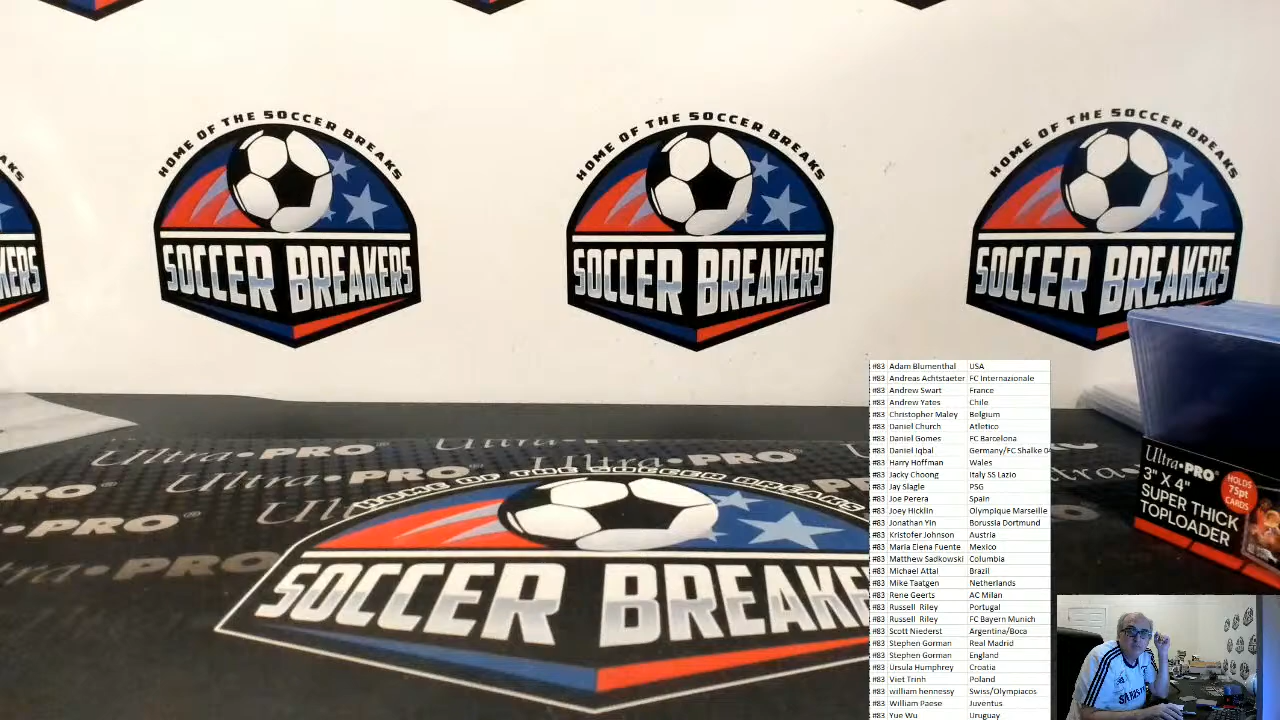 HOME OF THE SOCCER BREAKS
SOCCER BREAKERS
HOME OF THE SOCCER BREAKS
SOCCER BREAKERS
HOME OF THE SOCCER BREAKS
SOCCER BREAKERS
AKS
KERS
Ultra•PRO®
Ultra•PRO®
HOME OF THE SOCCER BREAKS
SOCCER BREAKE
Ultra•PRO®
3" X 4"
SUPER THICK
TOPLOADER
HOLDS
75pt
CARDS
#83 Adam Blumenthal USA
#83 Andreas Achtstaeter FC Internazionale
#83 Andrew Swart France
#83 Andrew Yates Chile
#83 Christopher Maley Belgium
#83 Daniel Church Atletico
#83 Daniel Gomes FC Barcelona
#83 Daniel Iqbal Germany/FC Shalke 04
#83 Harry Hoffman Wales
#83 Jacky Choong Italy SS Lazio
#83 Jay Slagle PSG
#83 Joe Perera Spain
#83 Joey Hicklin Olympique Marseille
#83 Jonathan Yin Borussia Dortmund
#83 Kristofer Johnson Austria
#83 Maria Elena Fuente Mexico
#83 Matthew Sadkowski Columbia
#83 Michael Attal Brazil
#83 Mike Taatgen Netherlands
#83 Rene Geerts AC Milan
#83 Russell Riley Portugal
#83 Russell Riley FC Bayern Munich
#83 Scott Niederst Argentina/Boca
#83 Stephen Gorman Real Madrid
#83 Stephen Gorman England
#83 Ursula Humphrey Croatia
#83 Viet Trinh Poland
#83 william hennessy Swiss/Olympiacos
#83 William Paese Juventus
#83 Yue Wu Uruguay